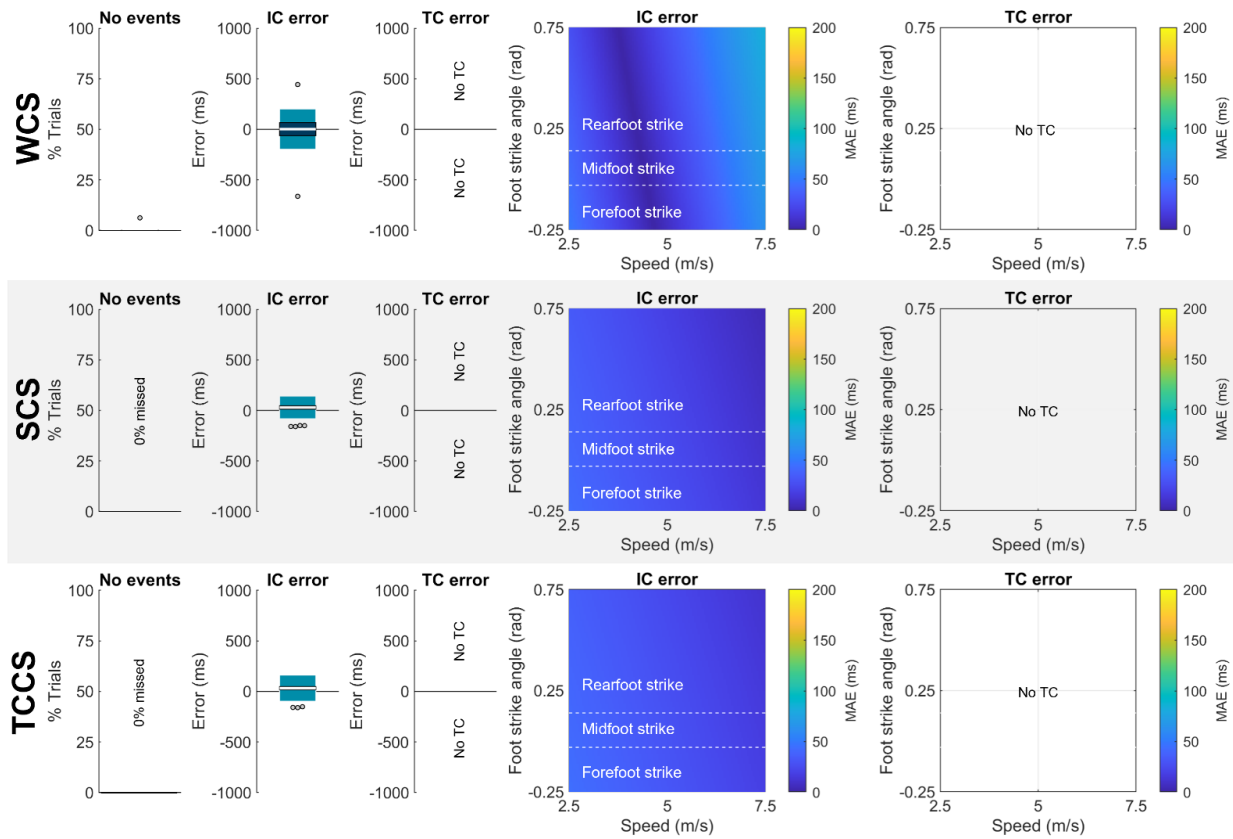 WCS
No events
% Trials
100
75
50
25
0
IC error
Error (ms)
1000
500
0
-500
-1000
TC error
Error (ms)
1000
500
0
-500
-1000
No TC
No TC
IC error
Foot strike angle (rad)
0.75
0.25
-0.25
Rearfoot strike
Midfoot strike
Forefoot strike
2.5 5 7.5
Speed (m/s)
200
150
100
50
0
MAE (ms)
TC error
Foot strike angle (rad)
0.75
0.25
-0.25
No TC
2.5 5 7.5
Speed (m/s)
200
150
100
50
0
MAE (ms)
SCS
No events
% Trials
100
75
50
25
0
0% missed
IC error
Error (ms)
1000
500
0
-500
-1000
TC error
Error (ms)
1000
500
0
-500
-1000
No TC
No TC
IC error
Foot strike angle (rad)
0.75
0.25
-0.25
Rearfoot strike
Midfoot strike
Forefoot strike
2.5 5 7.5
Speed (m/s)
200
150
100
50
0
MAE (ms)
TC error
Foot strike angle (rad)
0.75
0.25
-0.25
No TC
2.5 5 7.5
Speed (m/s)
200
150
100
50
0
MAE (ms)
TCCS
No events
% Trials
100
75
50
25
0
0% missed
IC error
Error (ms)
1000
500
0
-500
-1000
TC error
Error (ms)
1000
500
0
-500
-1000
No TC
No TC
IC error
Foot strike angle (rad)
0.75
0.25
-0.25
Rearfoot strike
Midfoot strike
Forefoot strike
2.5 5 7.5
Speed (m/s)
200
150
100
50
0
MAE (ms)
TC error
Foot strike angle (rad)
0.75
0.25
-0.25
No TC
2.5 5 7.5
Speed (m/s)
200
150
100
50
0
MAE (ms)